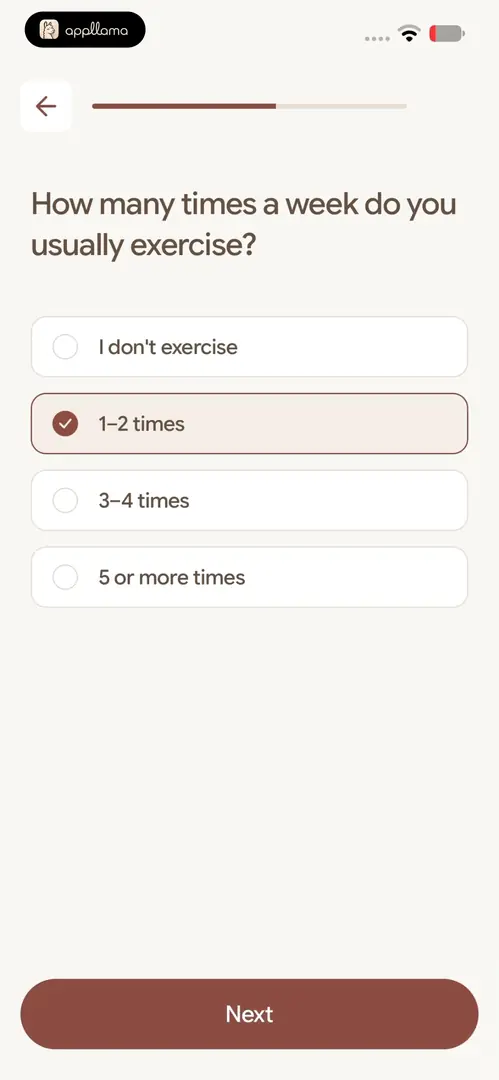 appllama
How many times a week do you
usually exercise?
I don't exercise
1–2 times
3–4 times
5 or more times
Next